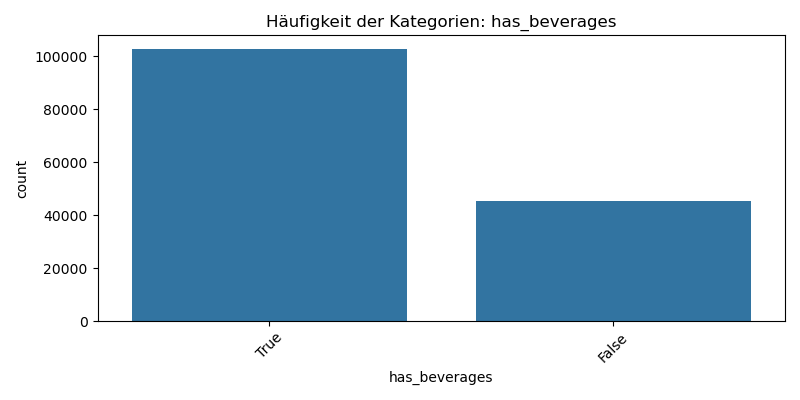 Häufigkeit der Kategorien: has_beverages
100000
80000
60000
40000
20000
0
count
True
False
has_beverages